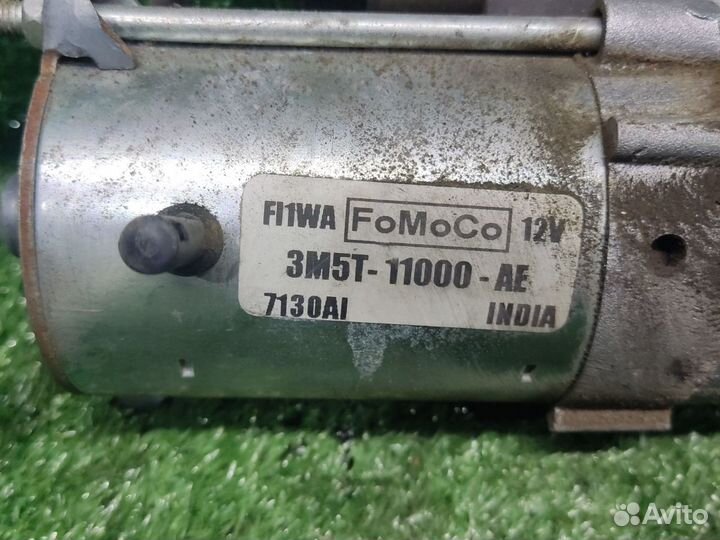 FI1WA FoMoCo 12V
3M5T-11000-AE
7130AI INDIA
Avito